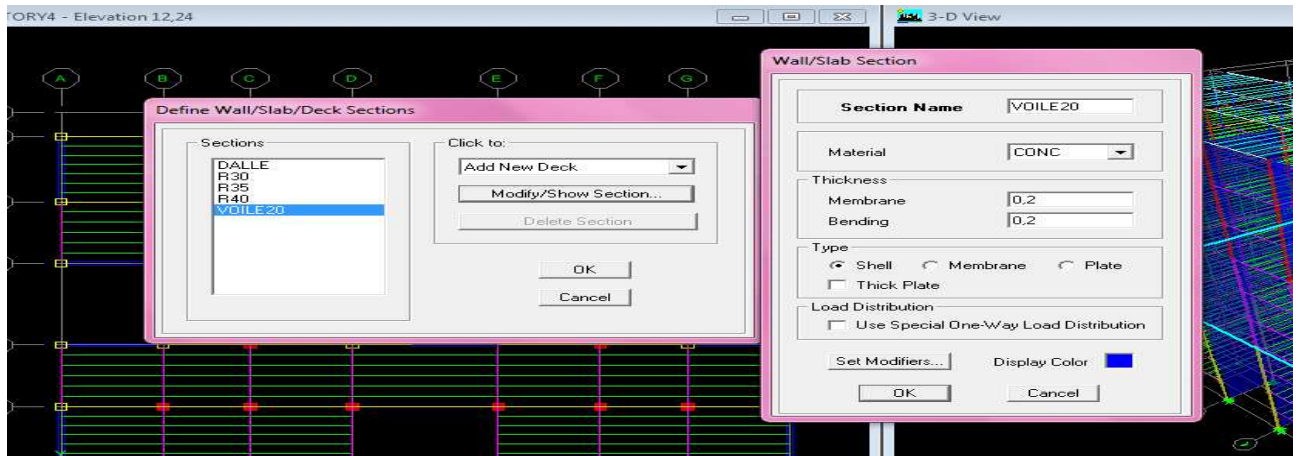 TORY4 - Elevation 12,24
3-D View
A B C D E F G
Define Wall/Slab/Deck Sections
Sections
DALLE
R30
R35
R40
VOILE20
Click to:
Add New Deck
Modify/Show Section...
Delete Section
OK
Cancel
Wall/Slab Section
Section Name VOILE20
Material CONC
Thickness
Membrane 0,2
Bending 0,2
Type
Shell Membrane Plate
Thick Plate
Load Distribution
Use Special One-Way Load Distribution
Set Modifiers... Display Color
OK Cancel